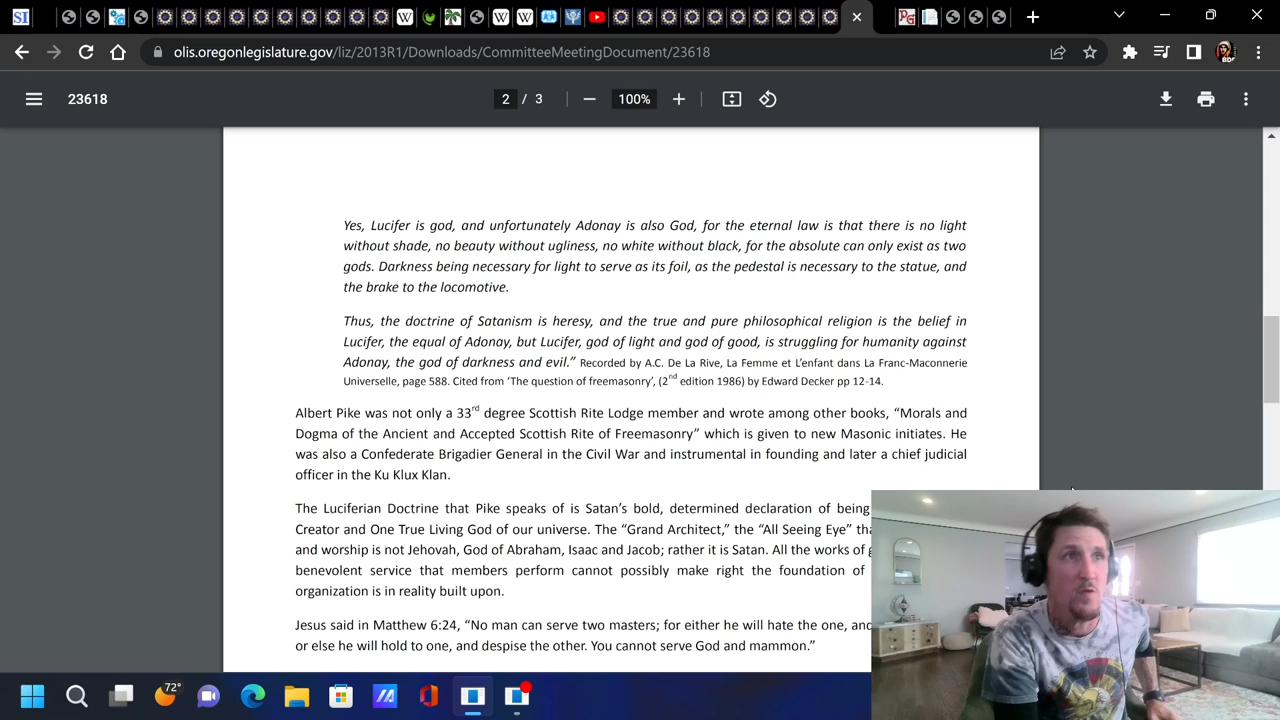 olis.oregonlegislature.gov/liz/2013R1/Downloads/CommitteeMeetingDocument/23618
23618
2 / 3
100%
Yes, Lucifer is god, and unfortunately Adonay is also God, for the eternal law is that there is no light
without shade, no beauty without ugliness, no white without black, for the absolute can only exist as two
gods. Darkness being necessary for light to serve as its foil, as the pedestal is necessary to the statue, and
the brake to the locomotive.
Thus, the doctrine of Satanism is heresy, and the true and pure philosophical religion is the belief in
Lucifer, the equal of Adonay, but Lucifer, god of light and god of good, is struggling for humanity against
Adonay, the god of darkness and evil.” Recorded by A.C. De La Rive, La Femme et L’enfant dans La Franc-Maconnerie
Universelle, page 588. Cited from ‘The question of freemasonry’, (2nd edition 1986) by Edward Decker pp 12-14.
Albert Pike was not only a 33rd degree Scottish Rite Lodge member and wrote among other books, “Morals and
Dogma of the Ancient and Accepted Scottish Rite of Freemasonry” which is given to new Masonic initiates. He
was also a Confederate Brigadier General in the Civil War and instrumental in founding and later a chief judicial
officer in the Ku Klux Klan.
The Luciferian Doctrine that Pike speaks of is Satan’s bold, determined declaration of being
Creator and One True Living God of our universe. The “Grand Architect,” the “All Seeing Eye”
and worship is not Jehovah, God of Abraham, Isaac and Jacob; rather it is Satan. All the works of
benevolent service that members perform cannot possibly make right the foundation of
organization is in reality built upon.
Jesus said in Matthew 6:24, “No man can serve two masters; for either he will hate the one,
or else he will hold to one, and despise the other. You cannot serve God and mammon.”
72°